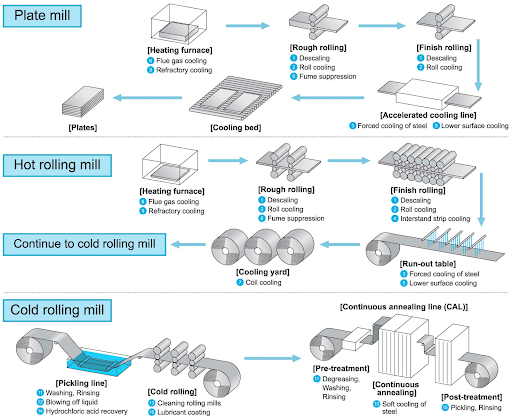 Plate mill
[Heating furnace]
8 Flue gas cooling
9 Refractory cooling
[Rough rolling]
1 Descaling
2 Roll cooling
6 Fume suppression
[Finish rolling]
1 Descaling
2 Roll cooling
[Plates]
[Cooling bed]
[Accelerated cooling line]
3 Forced cooling of steel 5 Lower surface cooling
Hot rolling mill
[Heating furnace]
8 Flue gas cooling
9 Refractory cooling
[Rough rolling]
1 Descaling
2 Roll cooling
6 Fume suppression
[Finish rolling]
1 Descaling
2 Roll cooling
4 Interstand strip cooling
Continue to cold rolling mill
[Cooling yard]
7 Coil cooling
[Run-out table]
3 Forced cooling of steel
5 Lower surface cooling
Cold rolling mill
[Pickling line]
11 Washing, Rinsing
12 Blowing off liquid
14 Hydrochloric acid recovery
[Cold rolling]
13 Cleaning rolling mills
16 Lubricant coating
[Continuous annealing line (CAL)]
[Pre-treatment]
11 Degreasing,
Washing,
Rinsing
[Continuous
annealing]
10 Soft cooling of
steel
[Post-treatment]
Pickling, Rinsing